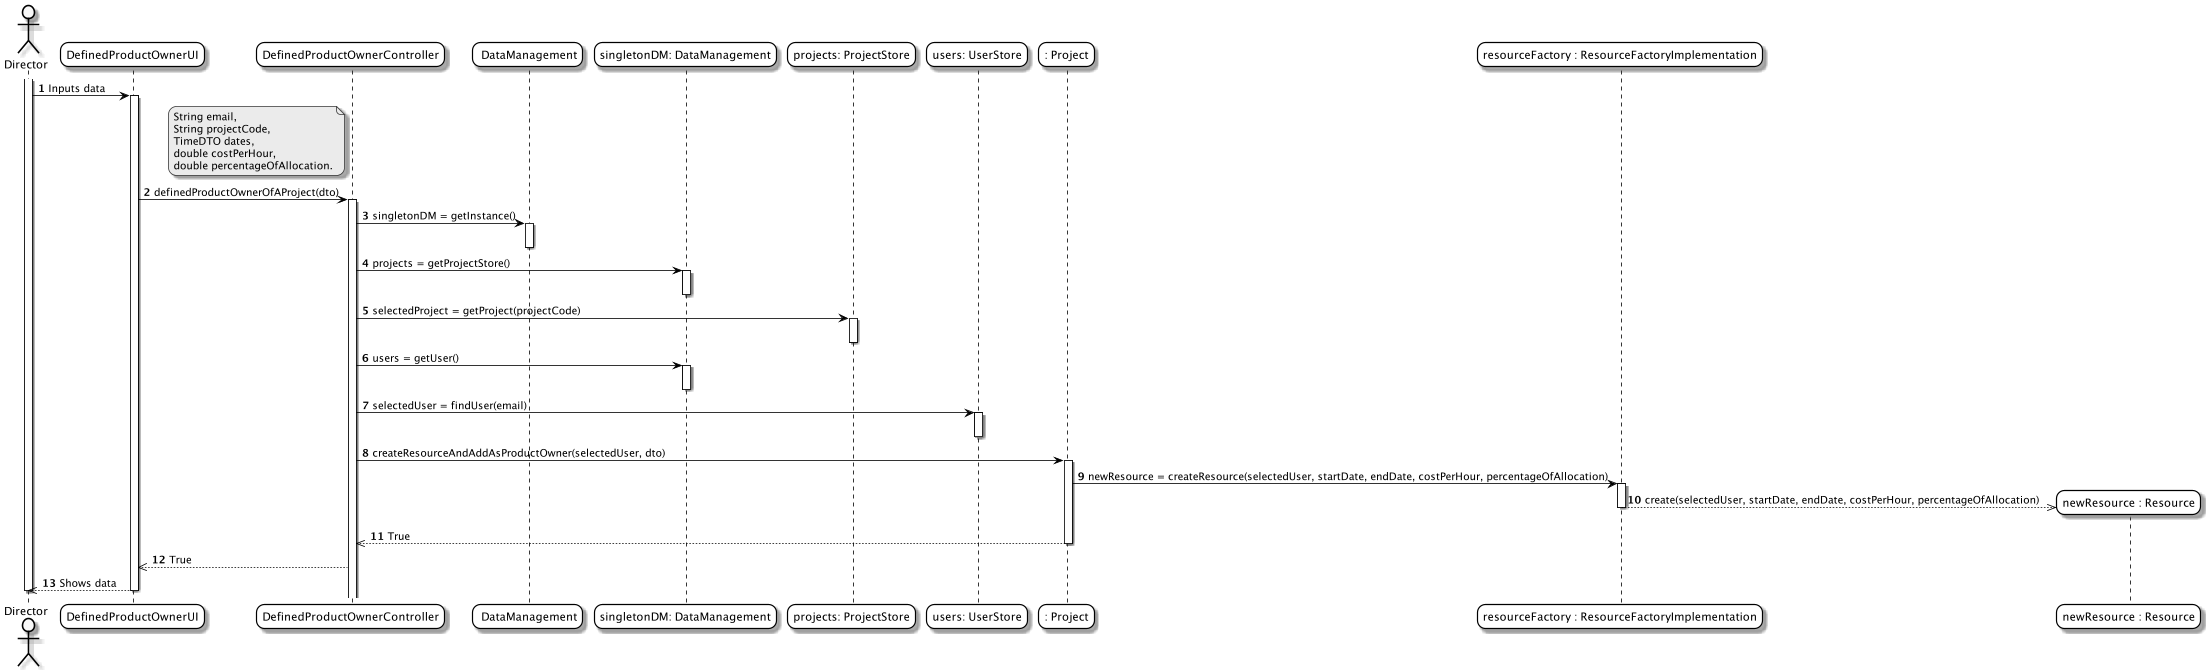 Director
DefinedProductOwnerUI
DefinedProductOwnerController
DataManagement
singletonDM: DataManagement
projects: ProjectStore
users: UserStore
: Project
resourceFactory : ResourceFactoryImplementation
1 Inputs data
String email,
String projectCode,
TimeDTO dates,
double costPerHour,
double percentageOfAllocation.
2 definedProductOwnerOfAProject(dto)
3 singletonDM = getInstance()
4 projects = getProjectStore()
5 selectedProject = getProject(projectCode)
6 users = getUser()
7 selectedUser = findUser(email)
8 createResourceAndAddAsProductOwner(selectedUser, dto)
9 newResource = createResource(selectedUser, startDate, endDate, costPerHour, percentageOfAllocation)
10 create(selectedUser, startDate, endDate, costPerHour, percentageOfAllocation)
newResource : Resource
11 True
12 True
13 Shows data
Director
DefinedProductOwnerUI
DefinedProductOwnerController
DataManagement
singletonDM: DataManagement
projects: ProjectStore
users: UserStore
: Project
resourceFactory : ResourceFactoryImplementation
newResource : Resource